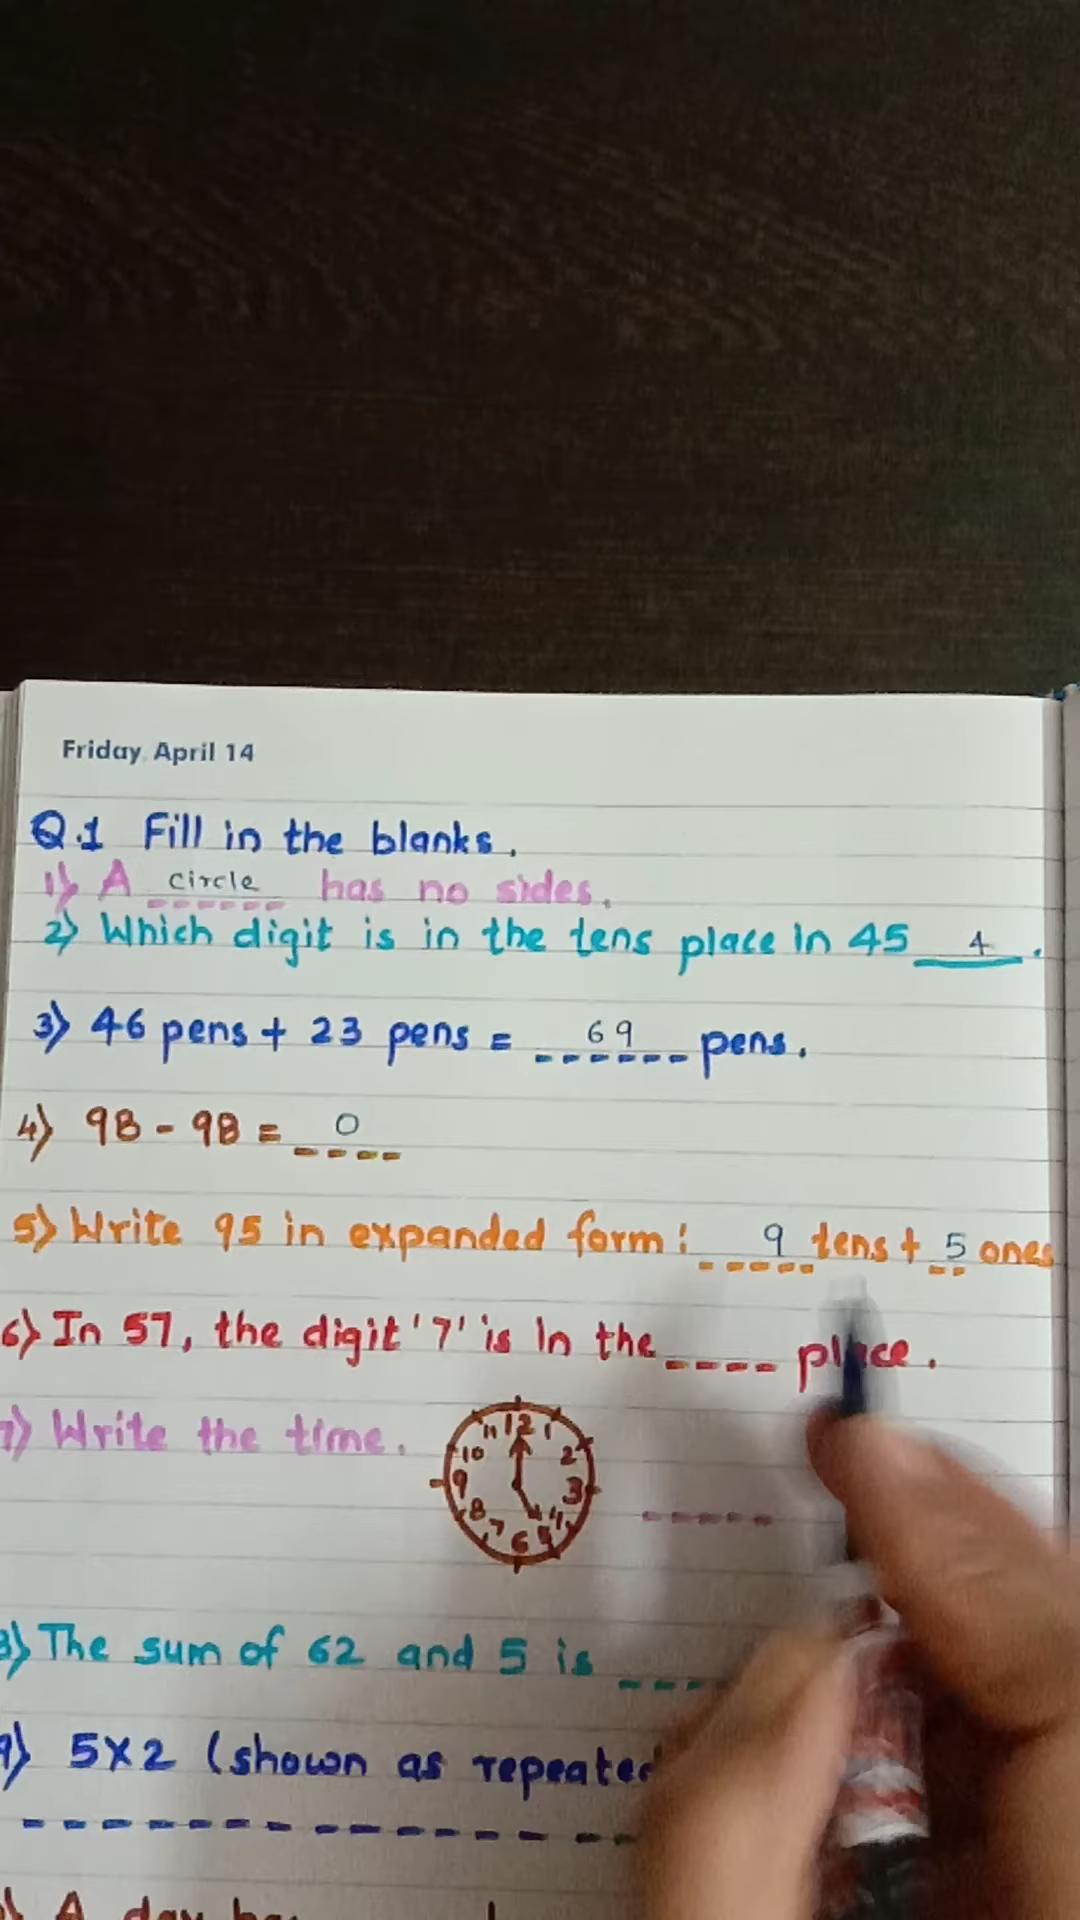 Friday, April 14
Q.1 Fill in the blanks.
1) A circle has no sides.
2) Which digit is in the tens place in 45 4.
3) 46 pens + 23 pens = 69 pens.
4) 98 - 98 = 0
5) Write 95 in expanded form: 9 tens + 5 ones
6) In 57, the digit '7' is in the ---- place.
7) Write the time.
12 1 2 3 4 5 6 7 8 9 10 11
8) The sum of 62 and 5 is ----
9) 5x2 (shown as repeated
A day